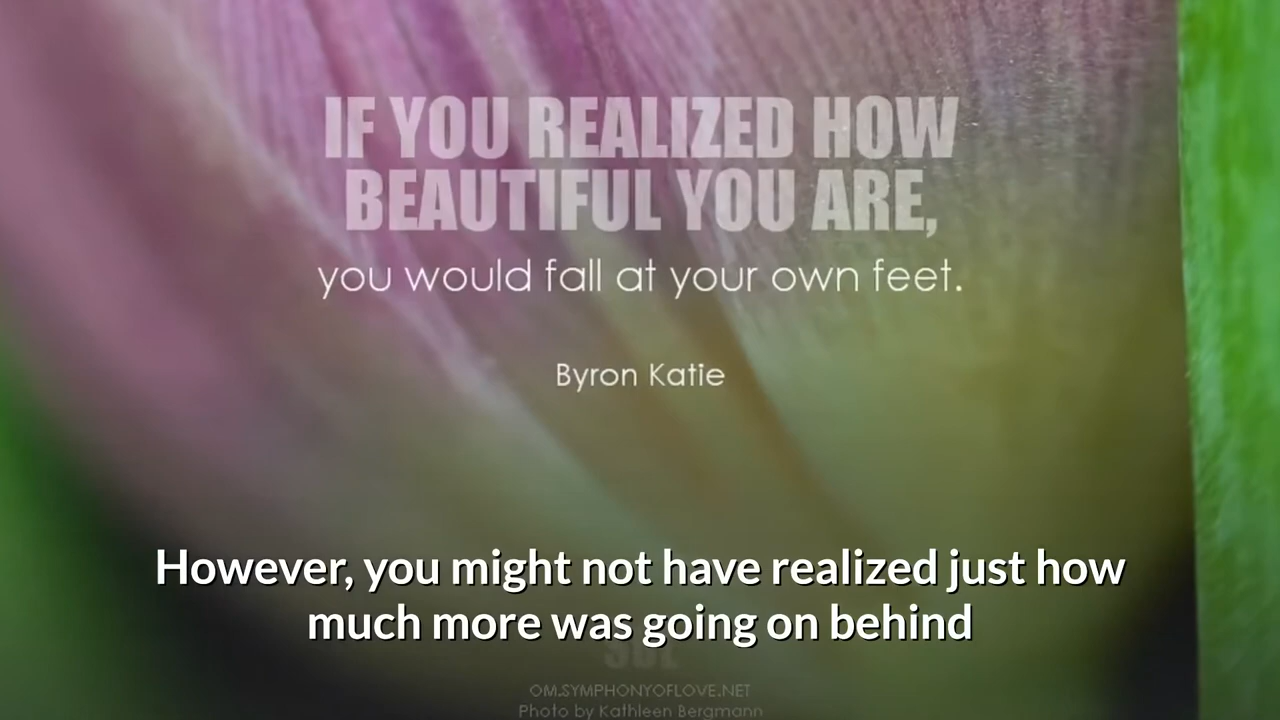 IF YOU REALIZED HOW
BEAUTIFUL YOU ARE,
you would fall at your own feet.
Byron Katie
However, you might not have realized just how
much more was going on behind
SOL
OM.SYMPHONYOFLOVE.NET
Photo by Kathleen Bergmann